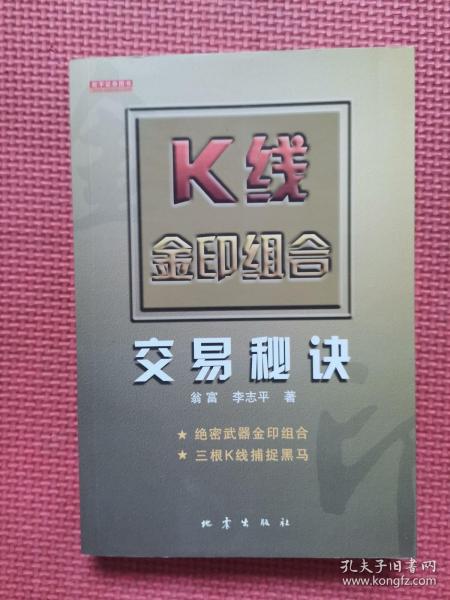 K线
金印组合
交易秘诀
翁富 李志平 著
★ 绝密武器金印组合
★ 三根K线捕捉黑马
地震出版社
孔夫子旧书网
www.kongfz.com